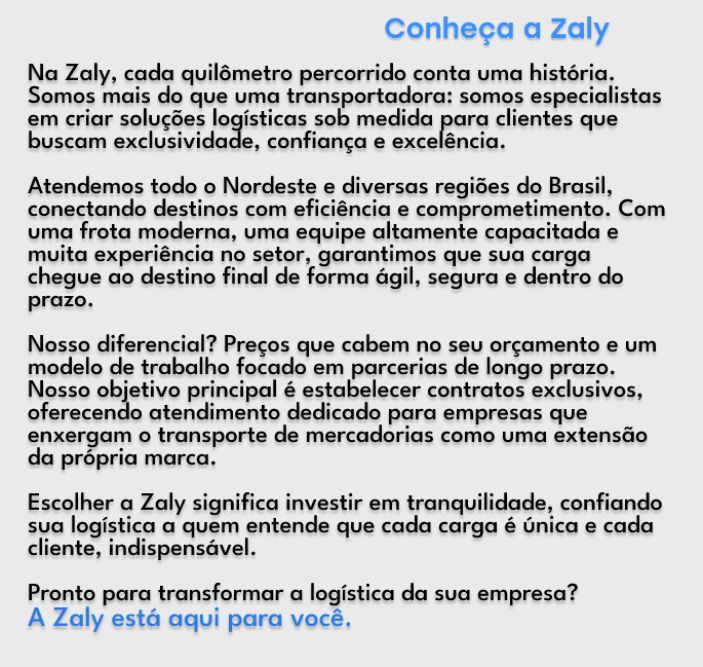 Conheça a Zaly
Na Zaly, cada quilômetro percorrido conta uma história.
Somos mais do que uma transportadora: somos especialistas
em criar soluções logísticas sob medida para clientes que
buscam exclusividade, confiança e excelência.
Atendemos todo o Nordeste e diversas regiões do Brasil,
conectando destinos com eficiência e comprometimento. Com
uma frota moderna, uma equipe altamente capacitada e
muita experiência no setor, garantimos que sua carga
chegue ao destino final de forma ágil, segura e dentro do
prazo.
Nosso diferencial? Preços que cabem no seu orçamento e um
modelo de trabalho focado em parcerias de longo prazo.
Nosso objetivo principal é estabelecer contratos exclusivos,
oferecendo atendimento dedicado para empresas que
enxergam o transporte de mercadorias como uma extensão
da própria marca.
Escolher a Zaly significa investir em tranquilidade, confiando
sua logística a quem entende que cada carga é única e cada
cliente, indispensável.
Pronto para transformar a logística da sua empresa?
A Zaly está aqui para você.